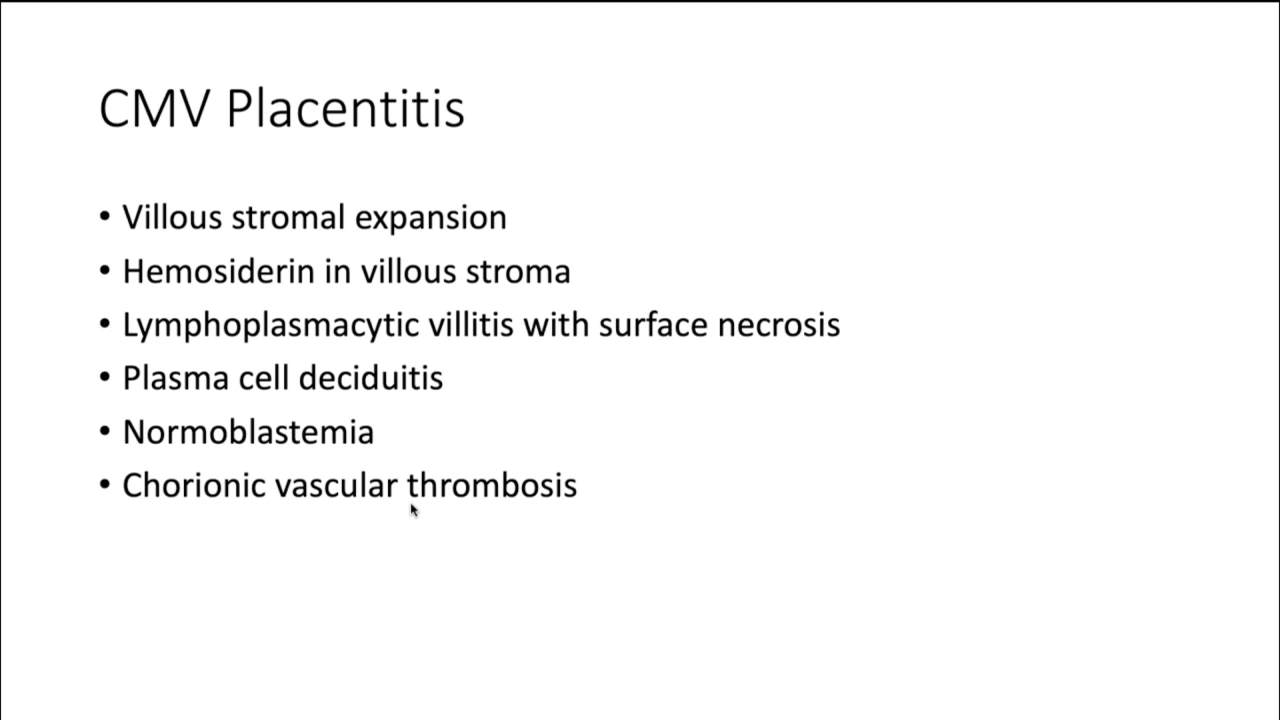 CMV Placentitis
• Villous stromal expansion
• Hemosiderin in villous stroma
• Lymphoplasmacytic villitis with surface necrosis
• Plasma cell deciduitis
• Normoblastemia
• Chorionic vascular thrombosis